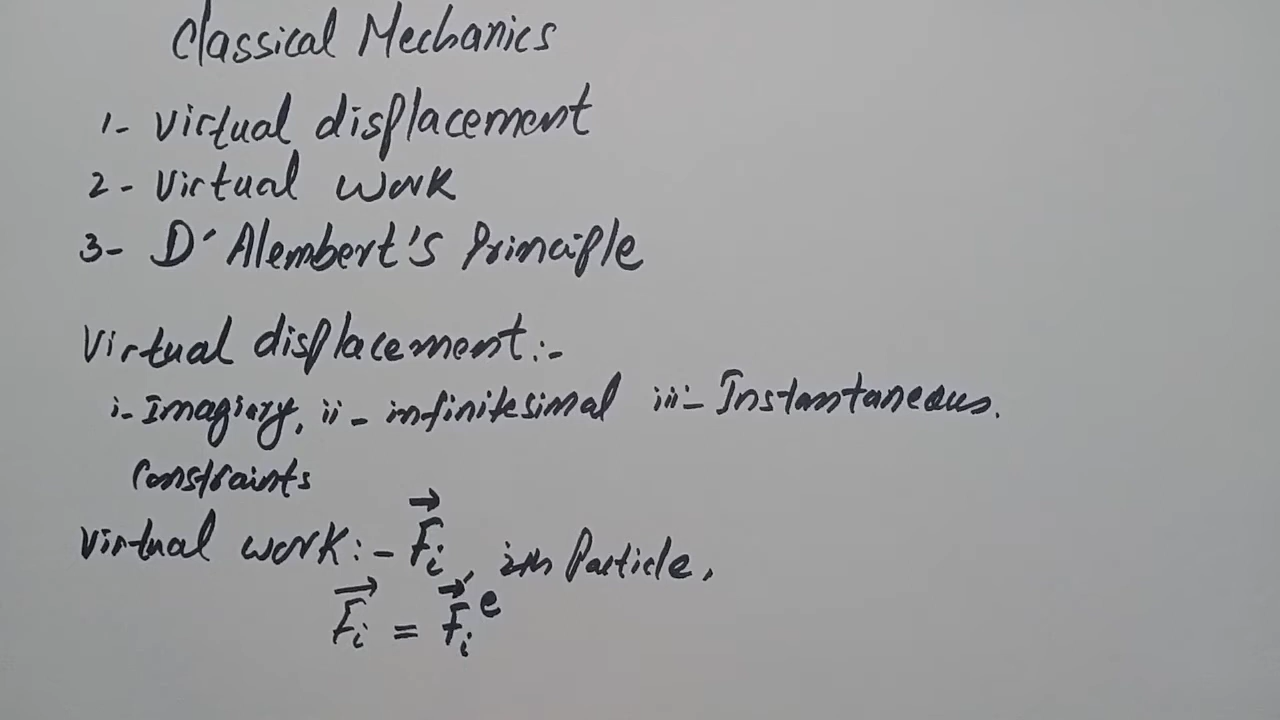 Classical Mechanics
1- Virtual displacement
2- Virtual work
3- D'Alembert's Principle
Virtual displacement:-
i- Imagiary, ii- infinitesimal iii- Instantaneous.
Constraints
Virtual work:- F⃗i, ith Particle,
F⃗i = F⃗i^e